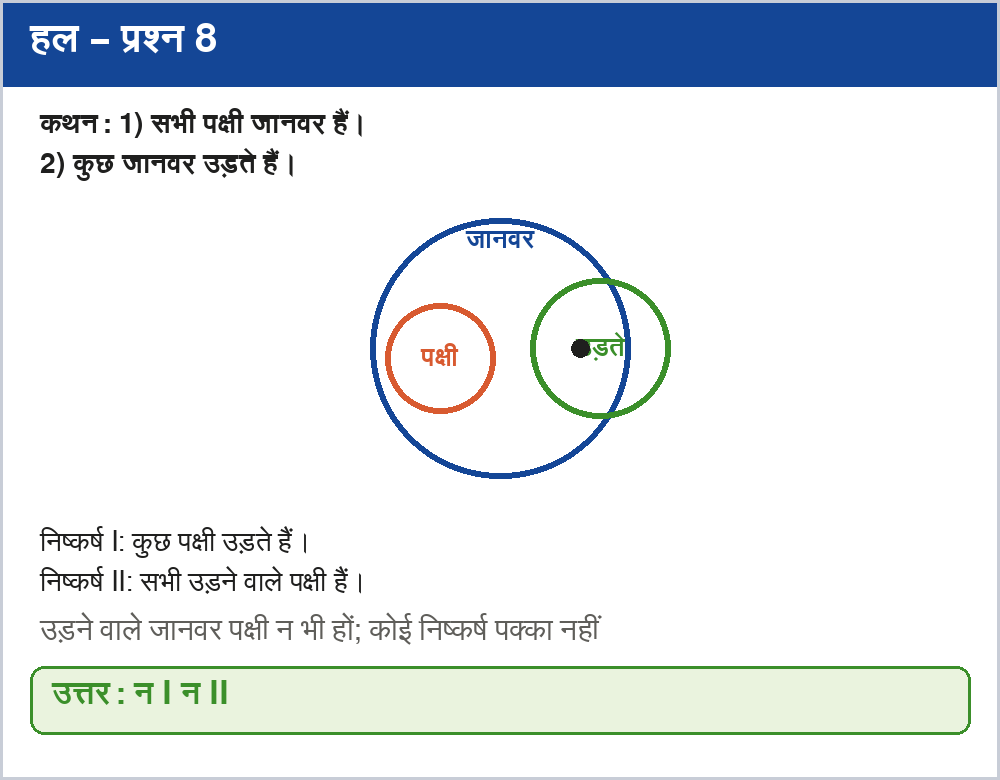 हल – प्रश्न 8
कथन : 1) सभी पक्षी जानवर हैं।
2) कुछ जानवर उड़ते हैं।
जानवर
पक्षी
उड़ते
निष्कर्ष I: कुछ पक्षी उड़ते हैं।
निष्कर्ष II: सभी उड़ने वाले पक्षी हैं।
उड़ने वाले जानवर पक्षी न भी हों; कोई निष्कर्ष पक्का नहीं
उत्तर : न I न II